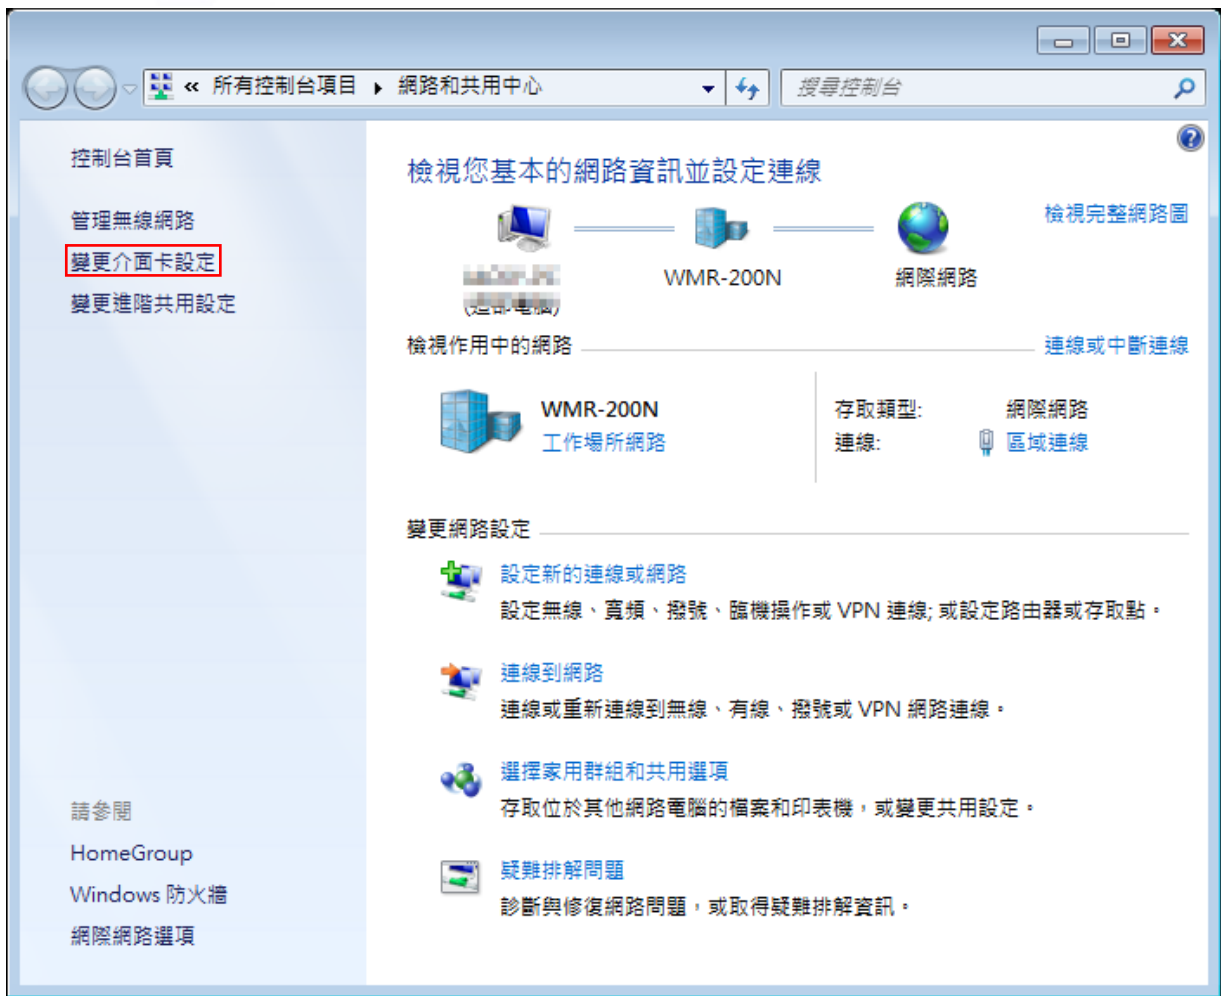 « 所有控制台項目 ▸ 網路和共用中心
搜尋控制台
控制台首頁
管理無線網路
變更介面卡設定
變更進階共用設定
請參閱
HomeGroup
Windows 防火牆
網際網路選項
檢視您基本的網路資訊並設定連線
檢視完整網路圖
WMR-200N
網際網路
檢視作用中的網路
連線或中斷連線
WMR-200N
工作場所網路
存取類型: 網際網路
連線: 區域連線
變更網路設定
設定新的連線或網路
設定無線、寬頻、撥號、臨機操作或 VPN 連線; 或設定路由器或存取點。
連線到網路
連線或重新連線到無線、有線、撥號或 VPN 網路連線。
選擇家用群組和共用選項
存取位於其他網路電腦的檔案和印表機，或變更共用設定。
疑難排解問題
診斷與修復網路問題，或取得疑難排解資訊。